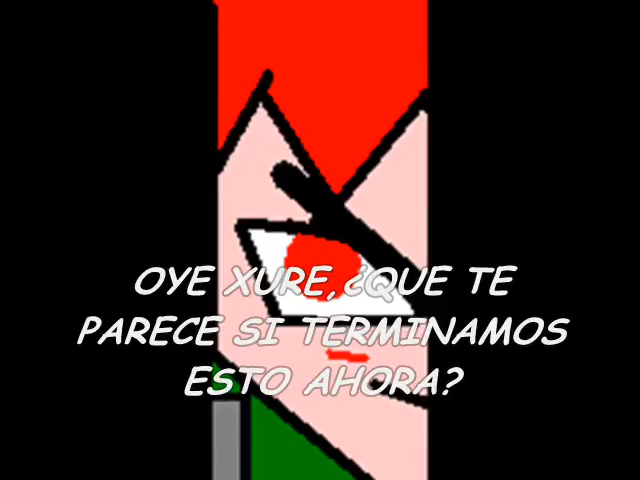 OYE XURE,¿QUE TE
PARECE SI TERMINAMOS
ESTO AHORA?